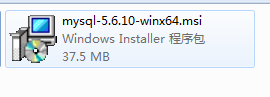 mysql-5.6.10-winx64.msi
Windows Installer 程序包
37.5 MB